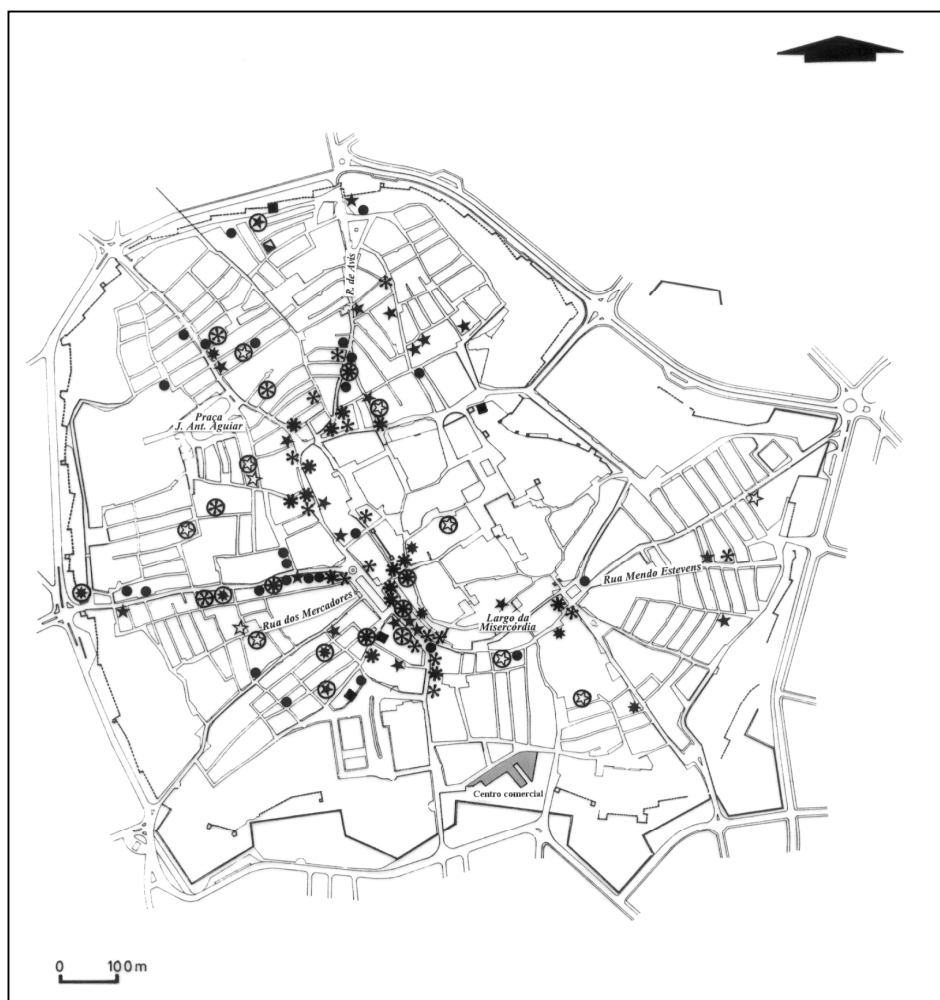 R. de Avis
Praça
J. Ant. Aguiar
Rua Mendo Estevens
Rua dos Mercadores
Largo da
Misericórdia
Centro comercial
0 100 m